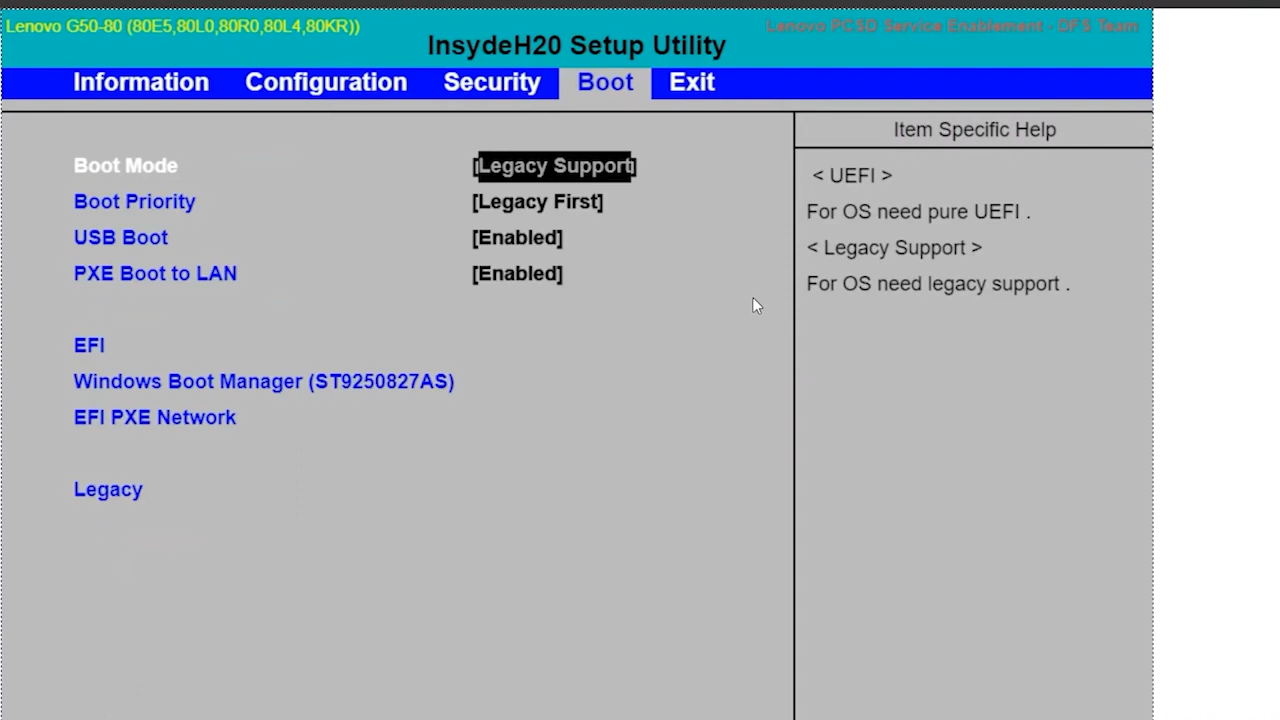 Lenovo G50-80 (80E5,80L0,80R0,80L4,80KR))
Lenovo PCSD Service Enablement - DFS Team
InsydeH20 Setup Utility
Information Configuration Security Boot Exit
Item Specific Help
Boot Mode [Legacy Support]
Boot Priority [Legacy First]
USB Boot [Enabled]
PXE Boot to LAN [Enabled]
EFI
Windows Boot Manager (ST9250827AS)
EFI PXE Network
Legacy
< UEFI >
For OS need pure UEFI .
< Legacy Support >
For OS need legacy support .